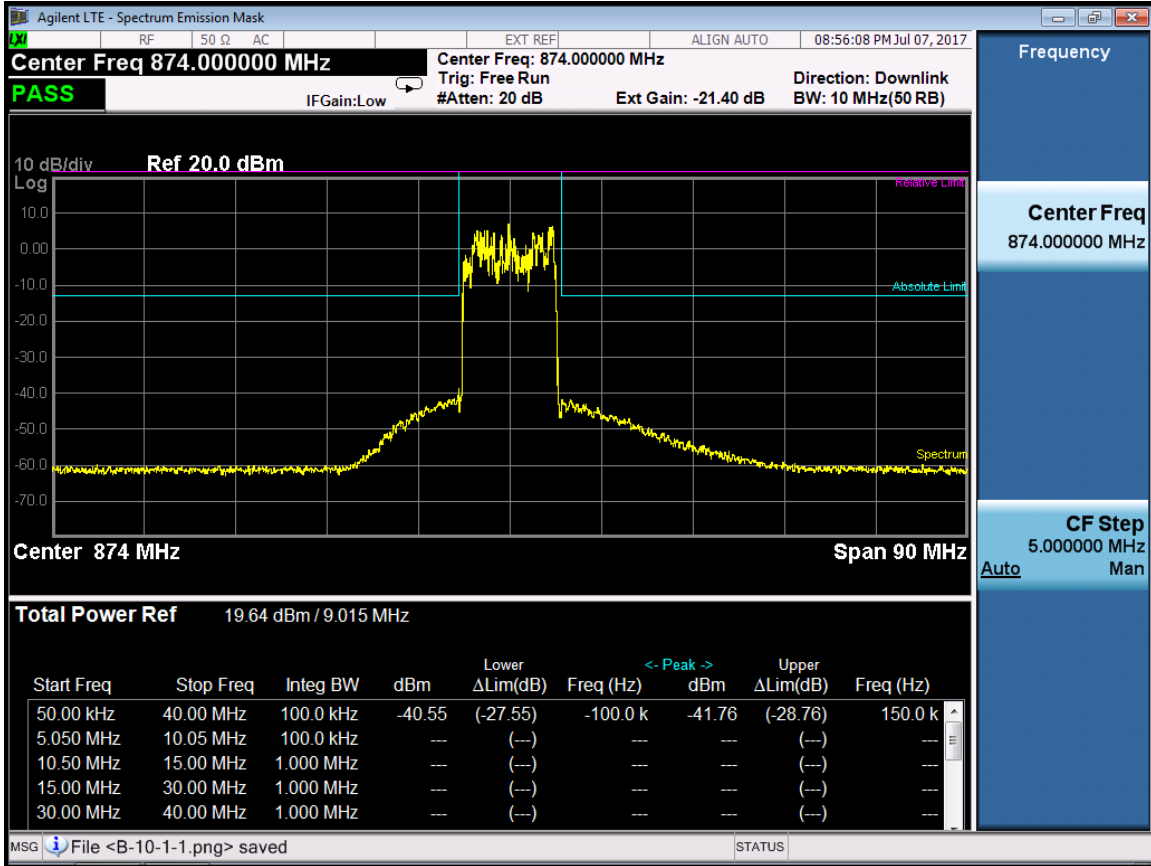 Agilent LTE - Spectrum Emission Mask
LXI RF 50 Ω AC EXT REF ALIGN AUTO 08:56:08 PM Jul 07, 2017
Center Freq 874.000000 MHz
Center Freq: 874.000000 MHz
PASS
Trig: Free Run
Direction: Downlink
IFGain:Low
#Atten: 20 dB
Ext Gain: -21.40 dB
BW: 10 MHz(50 RB)
10 dB/div
Ref 20.0 dBm
Log
Relative Limit
10.0
0.00
-10.0
Absolute Limit
-20.0
-30.0
-40.0
-50.0
-60.0
Spectrum
-70.0
Center 874 MHz
Span 90 MHz
Total Power Ref 19.64 dBm / 9.015 MHz
Lower <- Peak -> Upper
Start Freq Stop Freq Integ BW dBm ΔLim(dB) Freq (Hz) dBm ΔLim(dB) Freq (Hz)
50.00 kHz 40.00 MHz 100.0 kHz -40.55 (-27.55) -100.0 k -41.76 (-28.76) 150.0 k
5.050 MHz 10.05 MHz 100.0 kHz --- (---) --- --- (---) ---
10.50 MHz 15.00 MHz 1.000 MHz --- (---) --- --- (---) ---
15.00 MHz 30.00 MHz 1.000 MHz --- (---) --- --- (---) ---
30.00 MHz 40.00 MHz 1.000 MHz --- (---) --- --- (---) ---
MSG File <B-10-1-1.png> saved STATUS
Frequency
Center Freq
874.000000 MHz
CF Step
5.000000 MHz
Auto Man